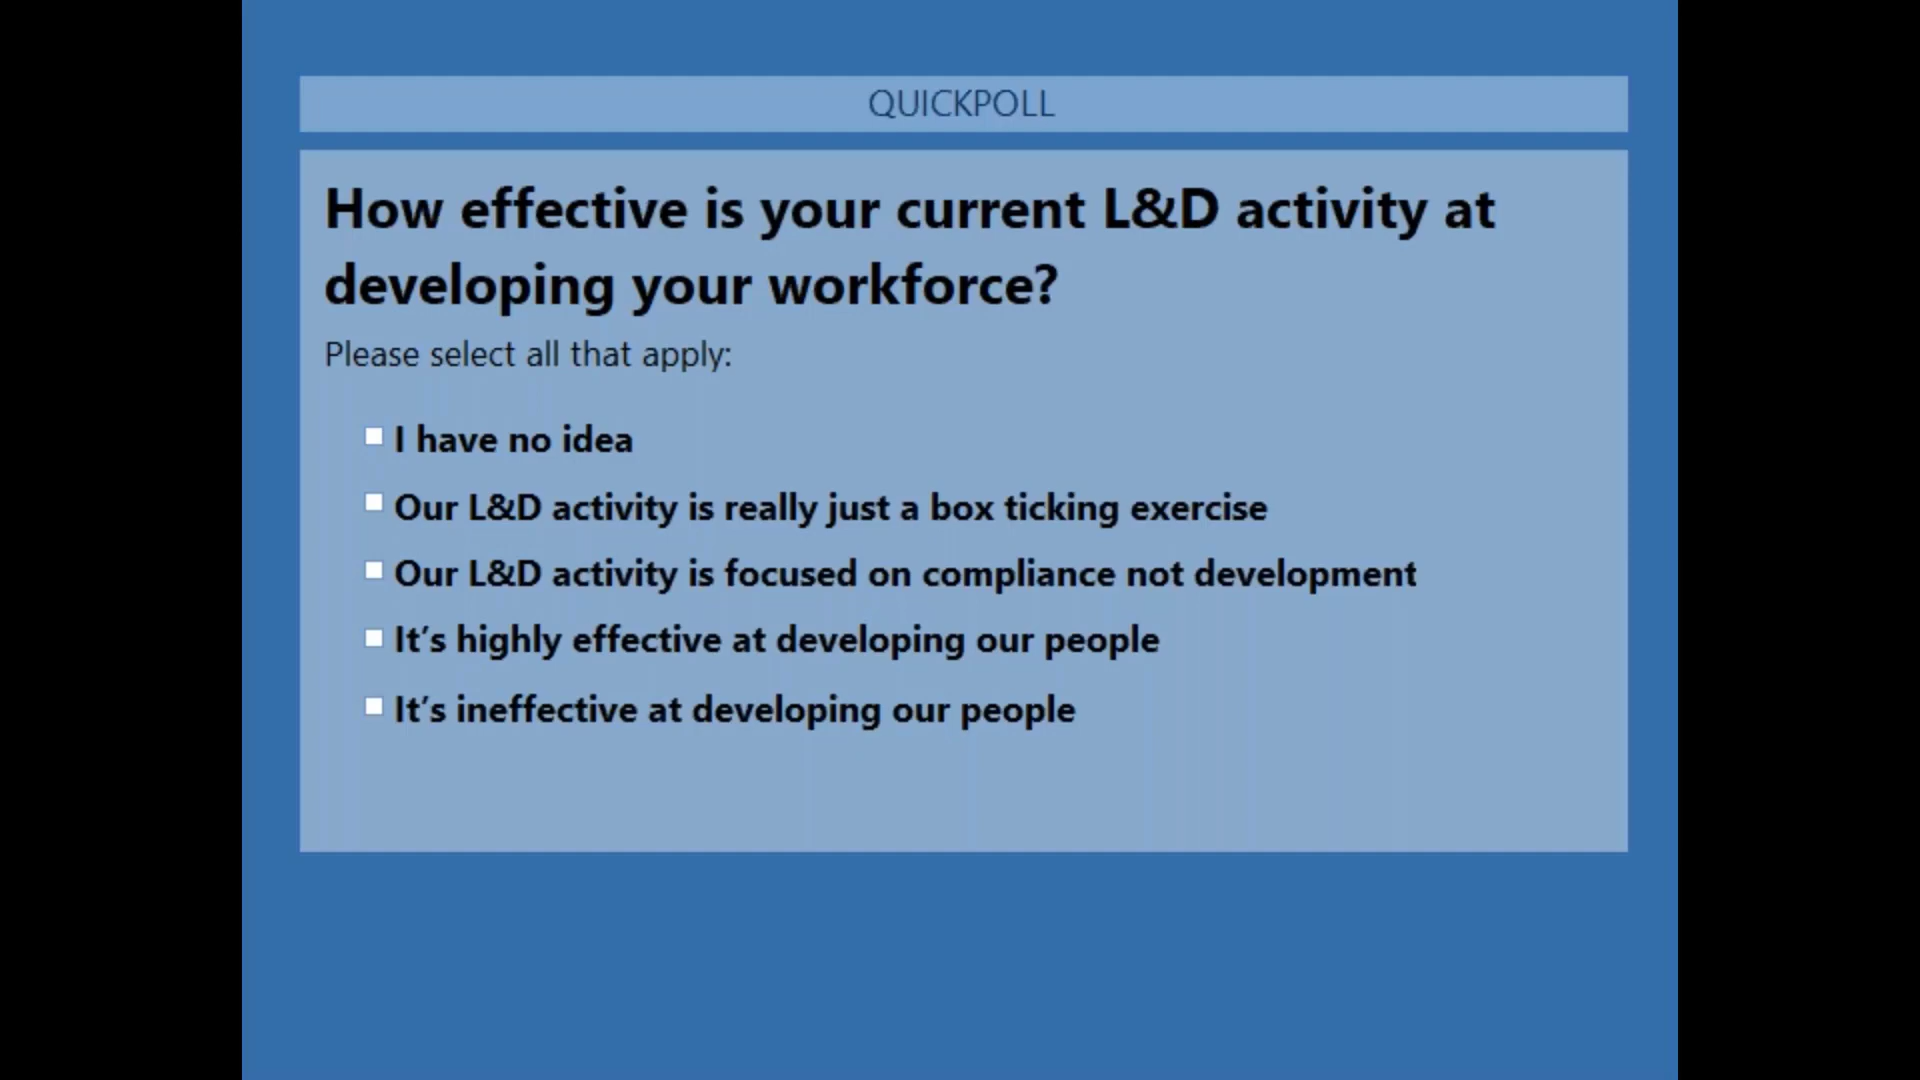 QUICKPOLL
How effective is your current L&D activity at
developing your workforce?
Please select all that apply:
I have no idea
Our L&D activity is really just a box ticking exercise
Our L&D activity is focused on compliance not development
It’s highly effective at developing our people
It’s ineffective at developing our people